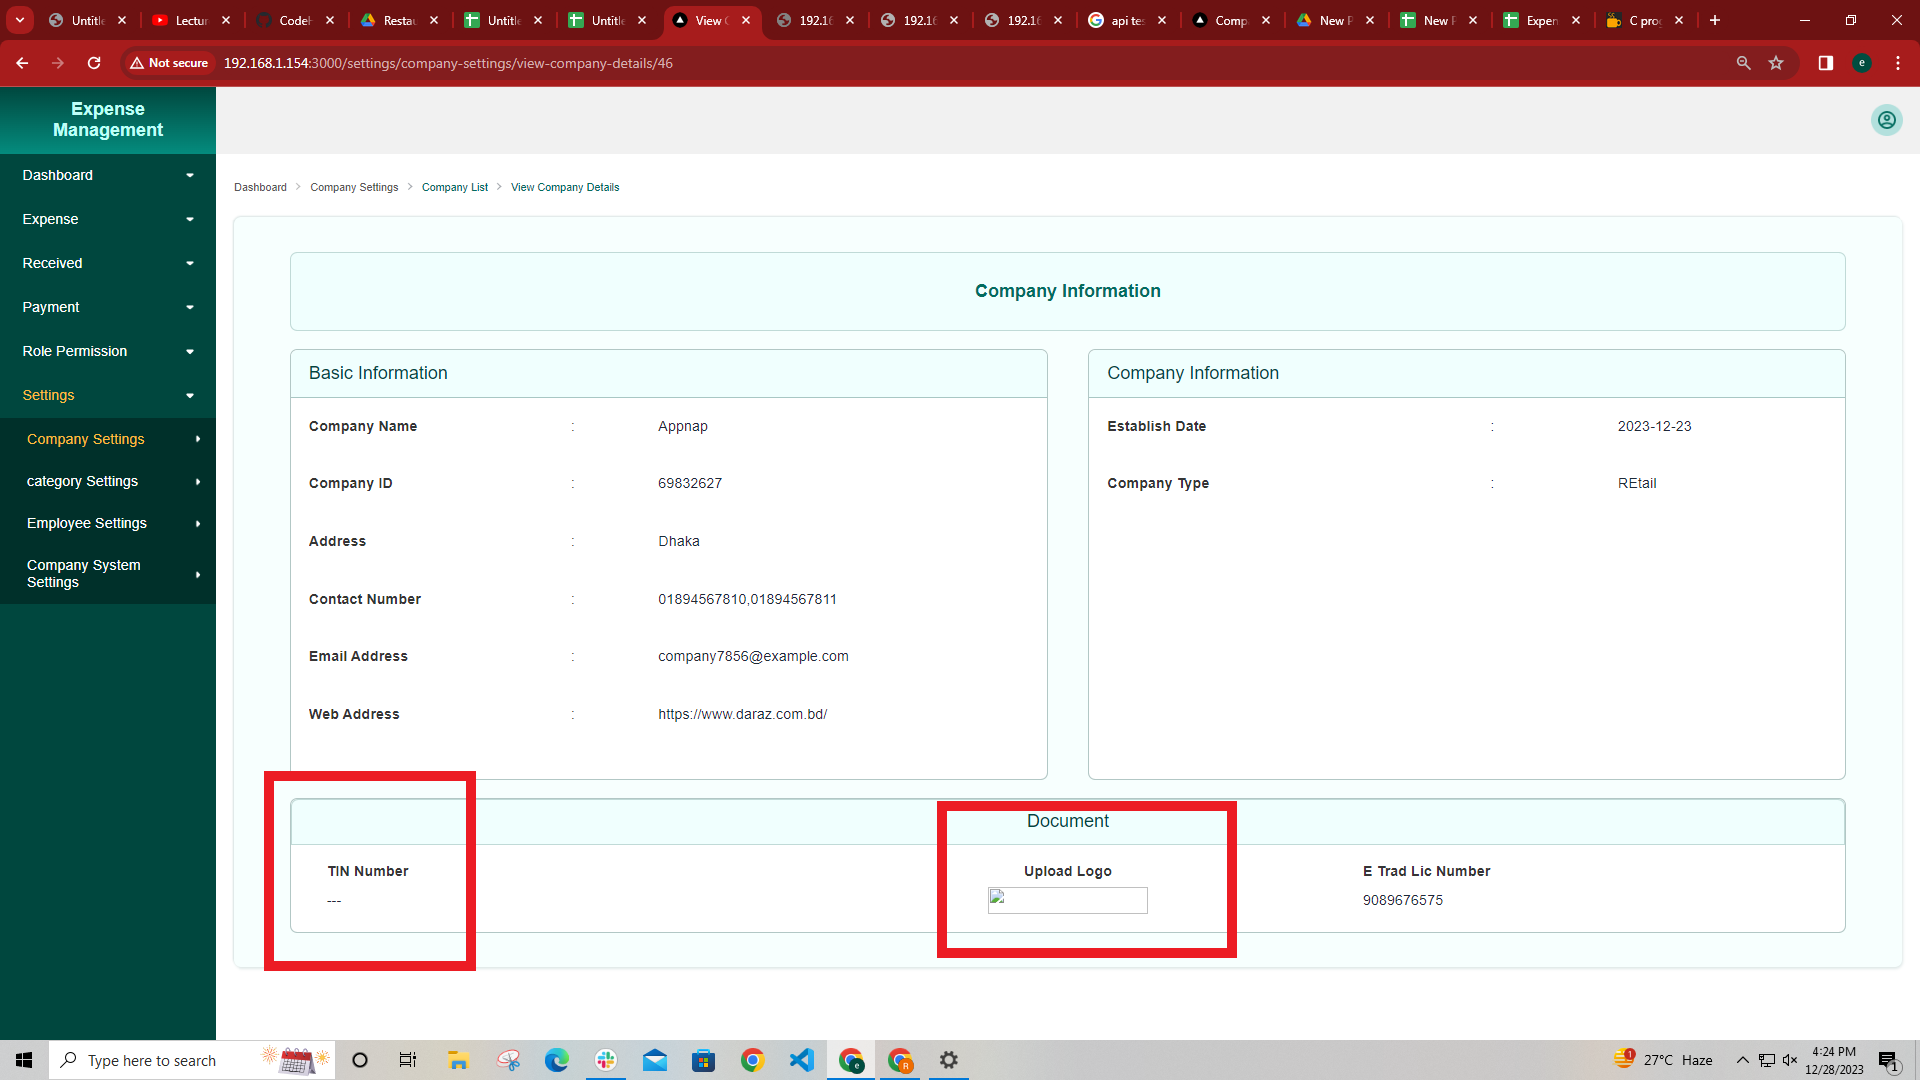 Untitle
Lectur
CodeH
Restau
Untitle
Untitle
View C
192.16
192.16
192.16
api tes
Comp
New P
New P
Expen
C pro
Not secure
192.168.1.154:3000/settings/company-settings/view-company-details/46
e
Expense
Management
Dashboard
Expense
Received
Payment
Role Permission
Settings
Company Settings
category Settings
Employee Settings
Company System
Settings
Dashboard > Company Settings > Company List > View Company Details
Company Information
Basic Information
Company Name : Appnap
Company ID : 69832627
Address : Dhaka
Contact Number : 01894567810,01894567811
Email Address : company7856@example.com
Web Address : https://www.daraz.com.bd/
Company Information
Establish Date : 2023-12-23
Company Type : REtail
Document
TIN Number
---
Upload Logo
E Trad Lic Number
9089676575
Type here to search
e
R
1
27°C Haze
4:24 PM
12/28/2023
1